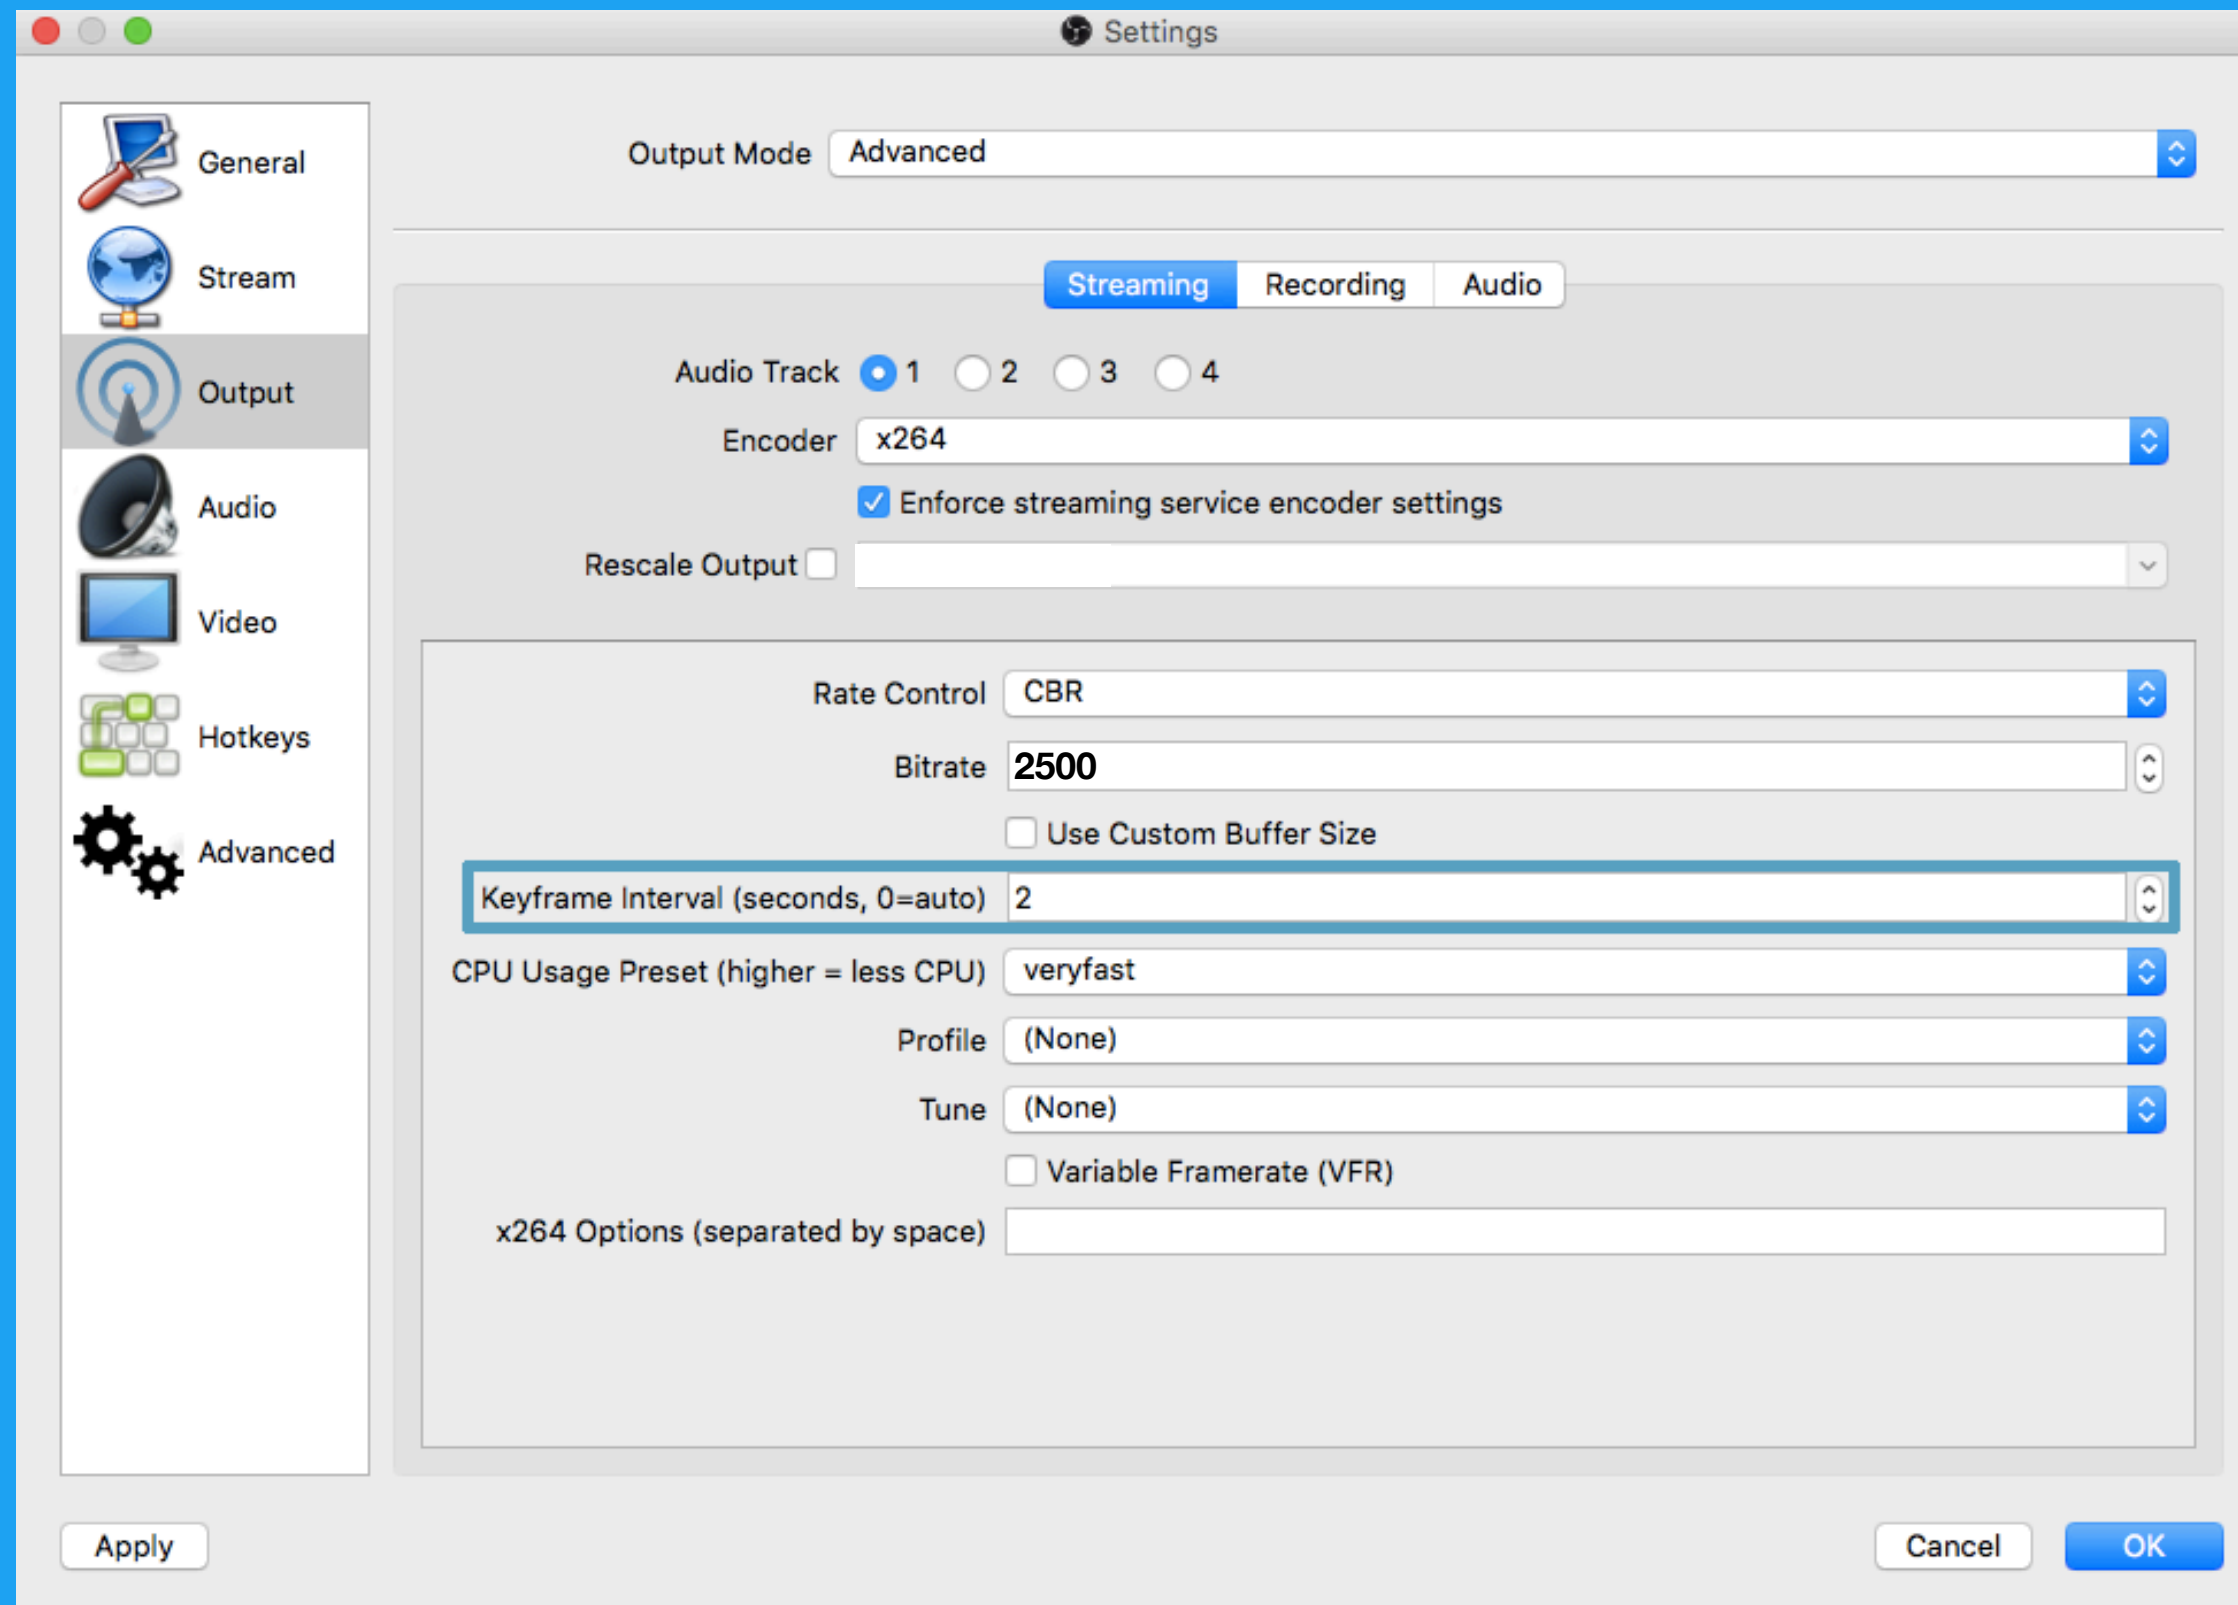 Settings
General
Stream
Output
Audio
Video
Hotkeys
Advanced
Output Mode Advanced
Streaming Recording Audio
Audio Track 1 2 3 4
Encoder x264
Enforce streaming service encoder settings
Rescale Output
Rate Control CBR
Bitrate 2500
Use Custom Buffer Size
Keyframe Interval (seconds, 0=auto) 2
CPU Usage Preset (higher = less CPU) veryfast
Profile (None)
Tune (None)
Variable Framerate (VFR)
x264 Options (separated by space)
Apply Cancel OK